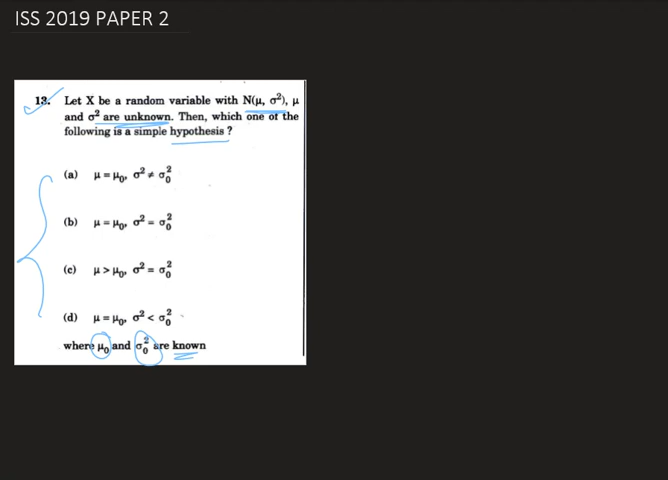 ISS 2019 PAPER 2
13. Let X be a random variable with N(μ, σ²), μ
and σ² are unknown. Then, which one of the
following is a simple hypothesis ?
(a) μ = μ₀, σ² ≠ σ₀²
(b) μ = μ₀, σ² = σ₀²
(c) μ > μ₀, σ² = σ₀²
(d) μ = μ₀, σ² < σ₀²
where μ₀ and σ₀² are known